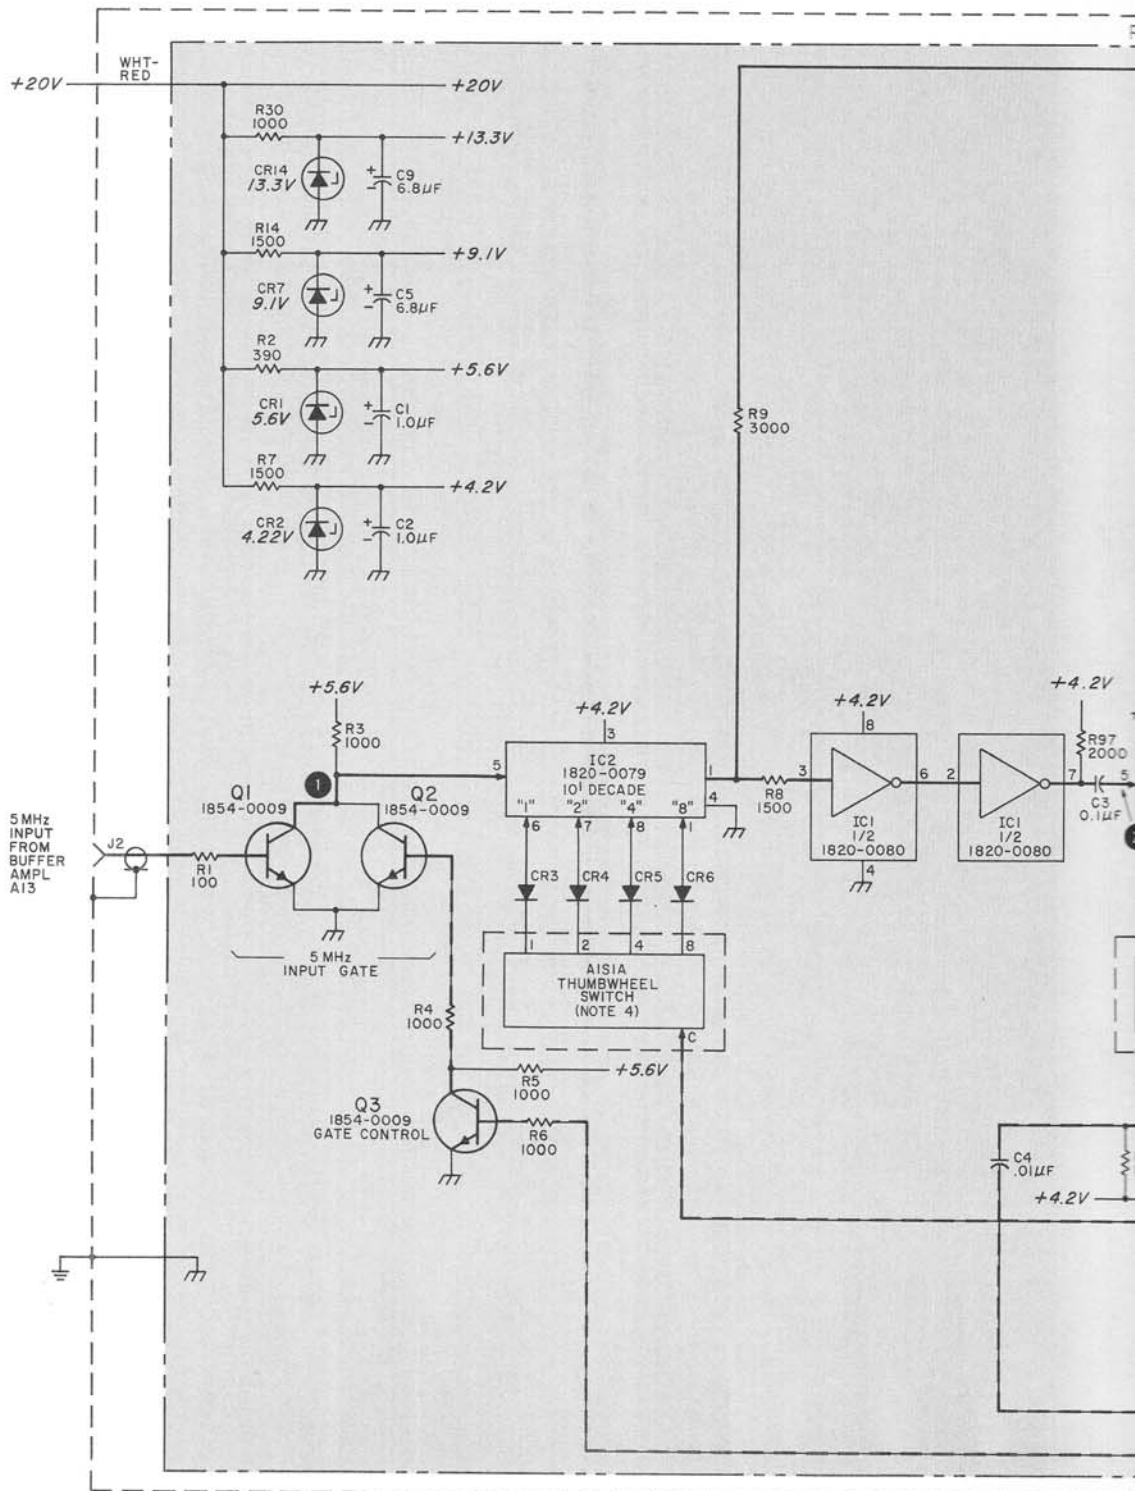 WHT-
RED
+20V
+20V
R30
1000
+13.3V
CR14
13.3V
+
-
C9
6.8µF
R14
1500
+9.1V
CR7
9.1V
+
-
C5
6.8µF
R2
390
+5.6V
CR1
5.6V
+
-
C1
1.0µF
R7
1500
+4.2V
CR2
4.22V
+
-
C2
1.0µF
R9
3000
+5.6V
R3
1000
1
Q1
1854-0009
Q2
1854-0009
5 MHz
INPUT
FROM
BUFFER
AMPL
A13
J2
R1
100
5 MHz
INPUT GATE
+4.2V
3
5
IC2
1820-0079
10¹ DECADE
1
4
"1" "2" "4" "8"
6 7 8 1
CR3 CR4 CR5 CR6
1 2 4 8
A1S1A
THUMBWHEEL
SWITCH
(NOTE 4)
C
R8
1500
+4.2V
8
3
6
IC1
1/2
1820-0080
4
2
7
IC1
1/2
1820-0080
+4.2V
R97
2000
C3
0.1µF
5
R4
1000
R5
1000
+5.6V
Q3
1854-0009
GATE CONTROL
R6
1000
C4
.01µF
+4.2V